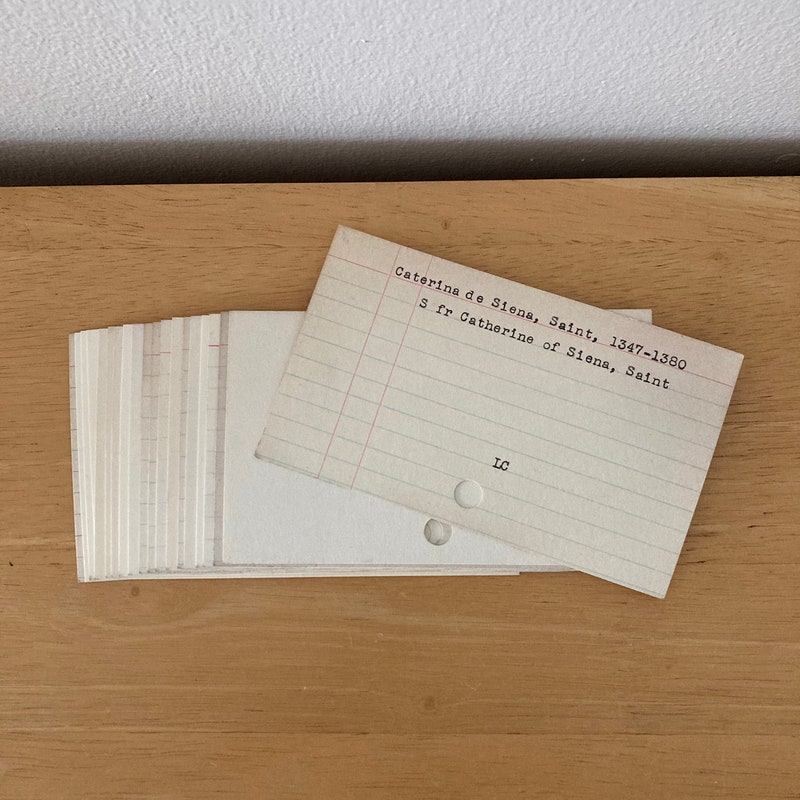 Caterina de Siena, Saint, 1347-1380
S fr Catherine of Siena, Saint
LC